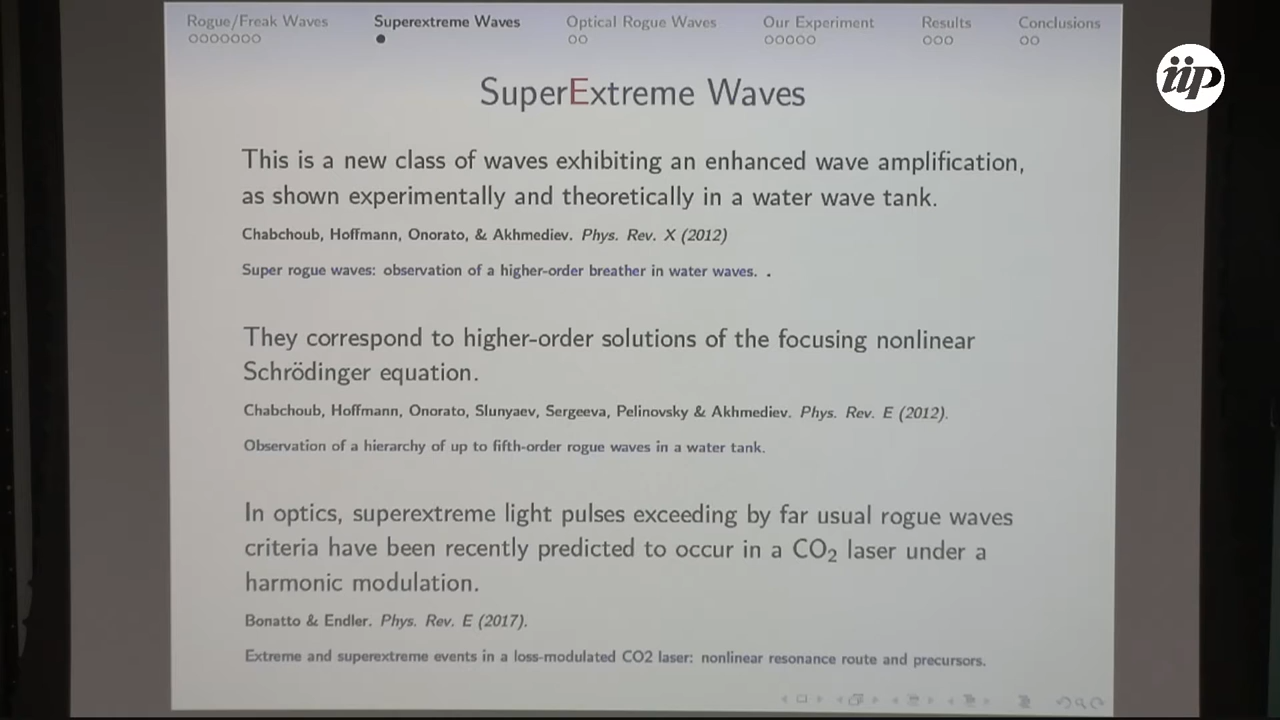 Rogue/Freak Waves Superextreme Waves Optical Rogue Waves Our Experiment Results Conclusions
iip
SuperExtreme Waves
This is a new class of waves exhibiting an enhanced wave amplification,
as shown experimentally and theoretically in a water wave tank.
Chabchoub, Hoffmann, Onorato, & Akhmediev. Phys. Rev. X (2012)
Super rogue waves: observation of a higher-order breather in water waves. .
They correspond to higher-order solutions of the focusing nonlinear
Schrödinger equation.
Chabchoub, Hoffmann, Onorato, Slunyaev, Sergeeva, Pelinovsky & Akhmediev. Phys. Rev. E (2012).
Observation of a hierarchy of up to fifth-order rogue waves in a water tank.
In optics, superextreme light pulses exceeding by far usual rogue waves
criteria have been recently predicted to occur in a CO₂ laser under a
harmonic modulation.
Bonatto & Endler. Phys. Rev. E (2017).
Extreme and superextreme events in a loss-modulated CO2 laser: nonlinear resonance route and precursors.